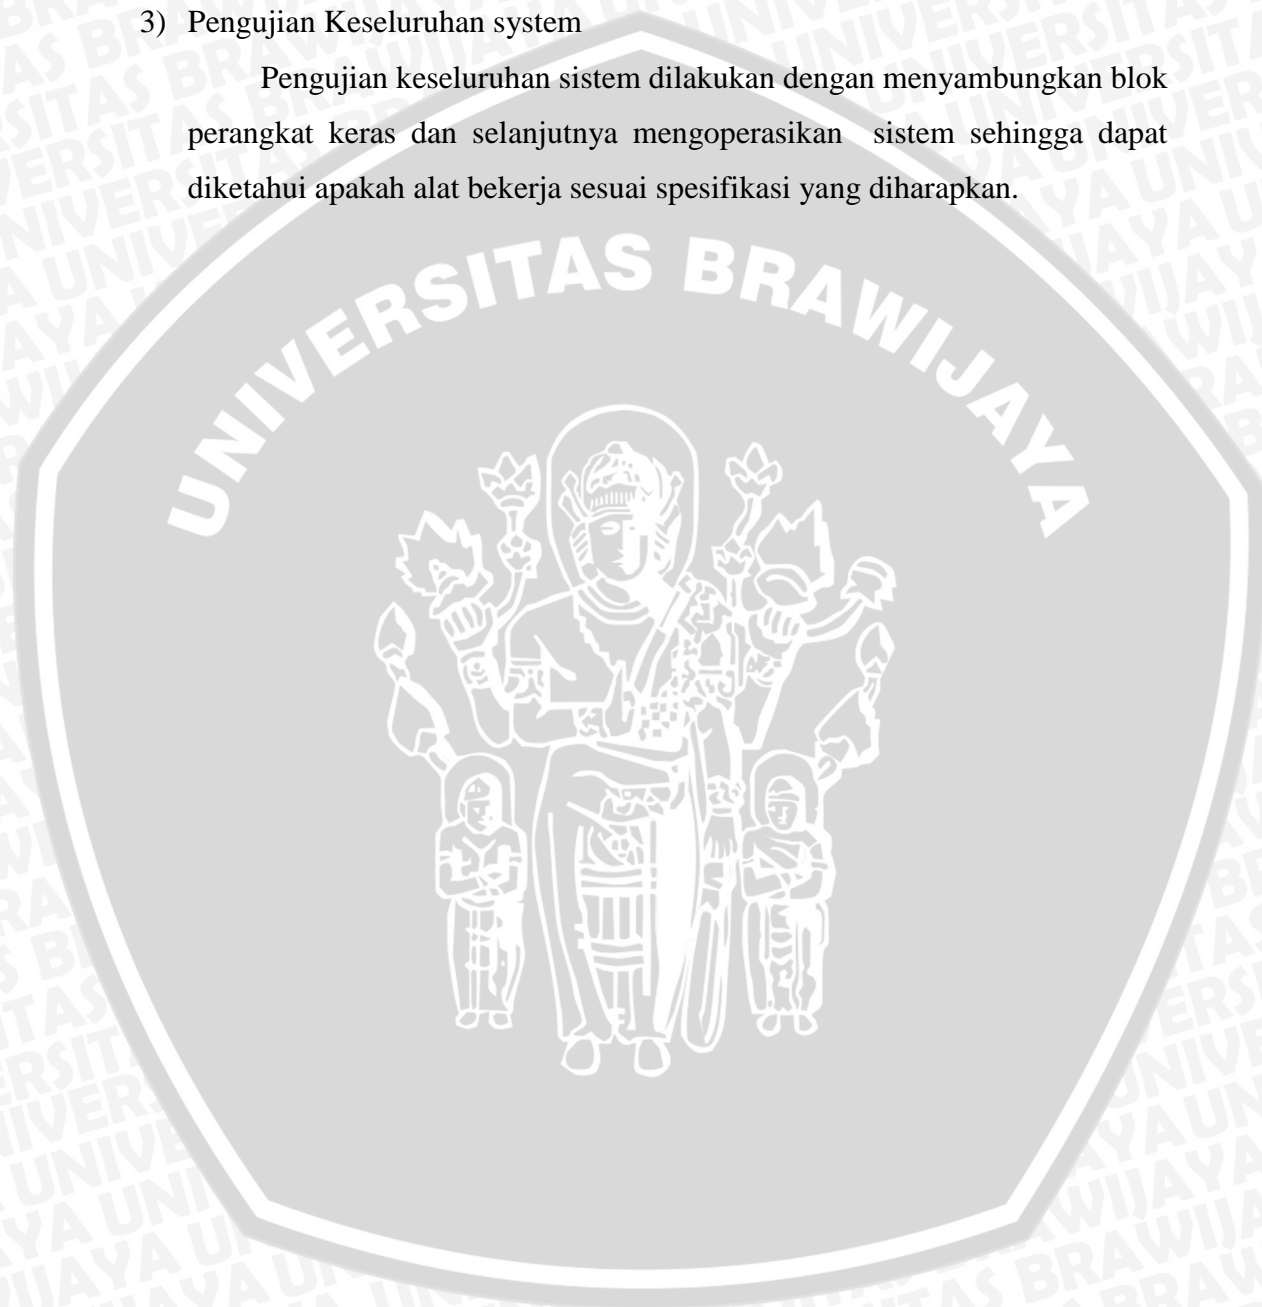 3) Pengujian Keseluruhan system
Pengujian keseluruhan sistem dilakukan dengan menyambungkan blok
perangkat keras dan selanjutnya mengoperasikan sistem sehingga dapat
diketahui apakah alat bekerja sesuai spesifikasi yang diharapkan.
UNIVERSITAS BRAWIJAYA